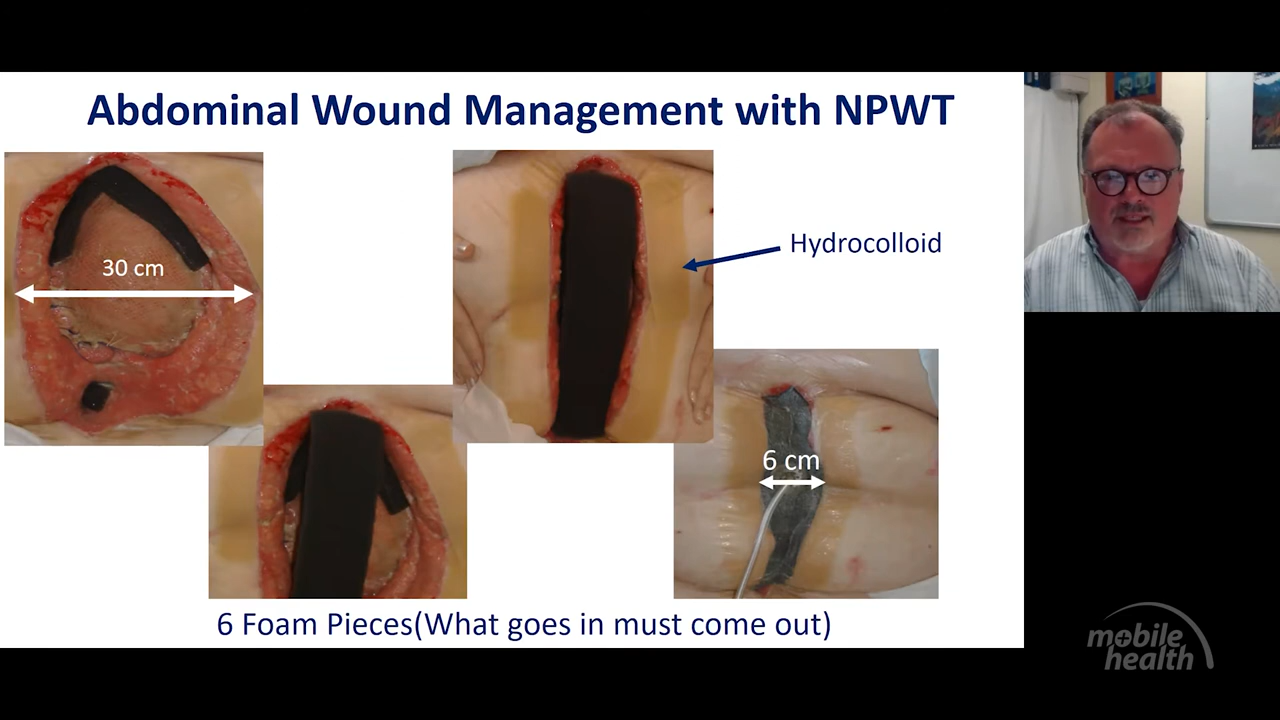 Abdominal Wound Management with NPWT
30 cm
Hydrocolloid
6 cm
6 Foam Pieces(What goes in must come out)
mobile
health